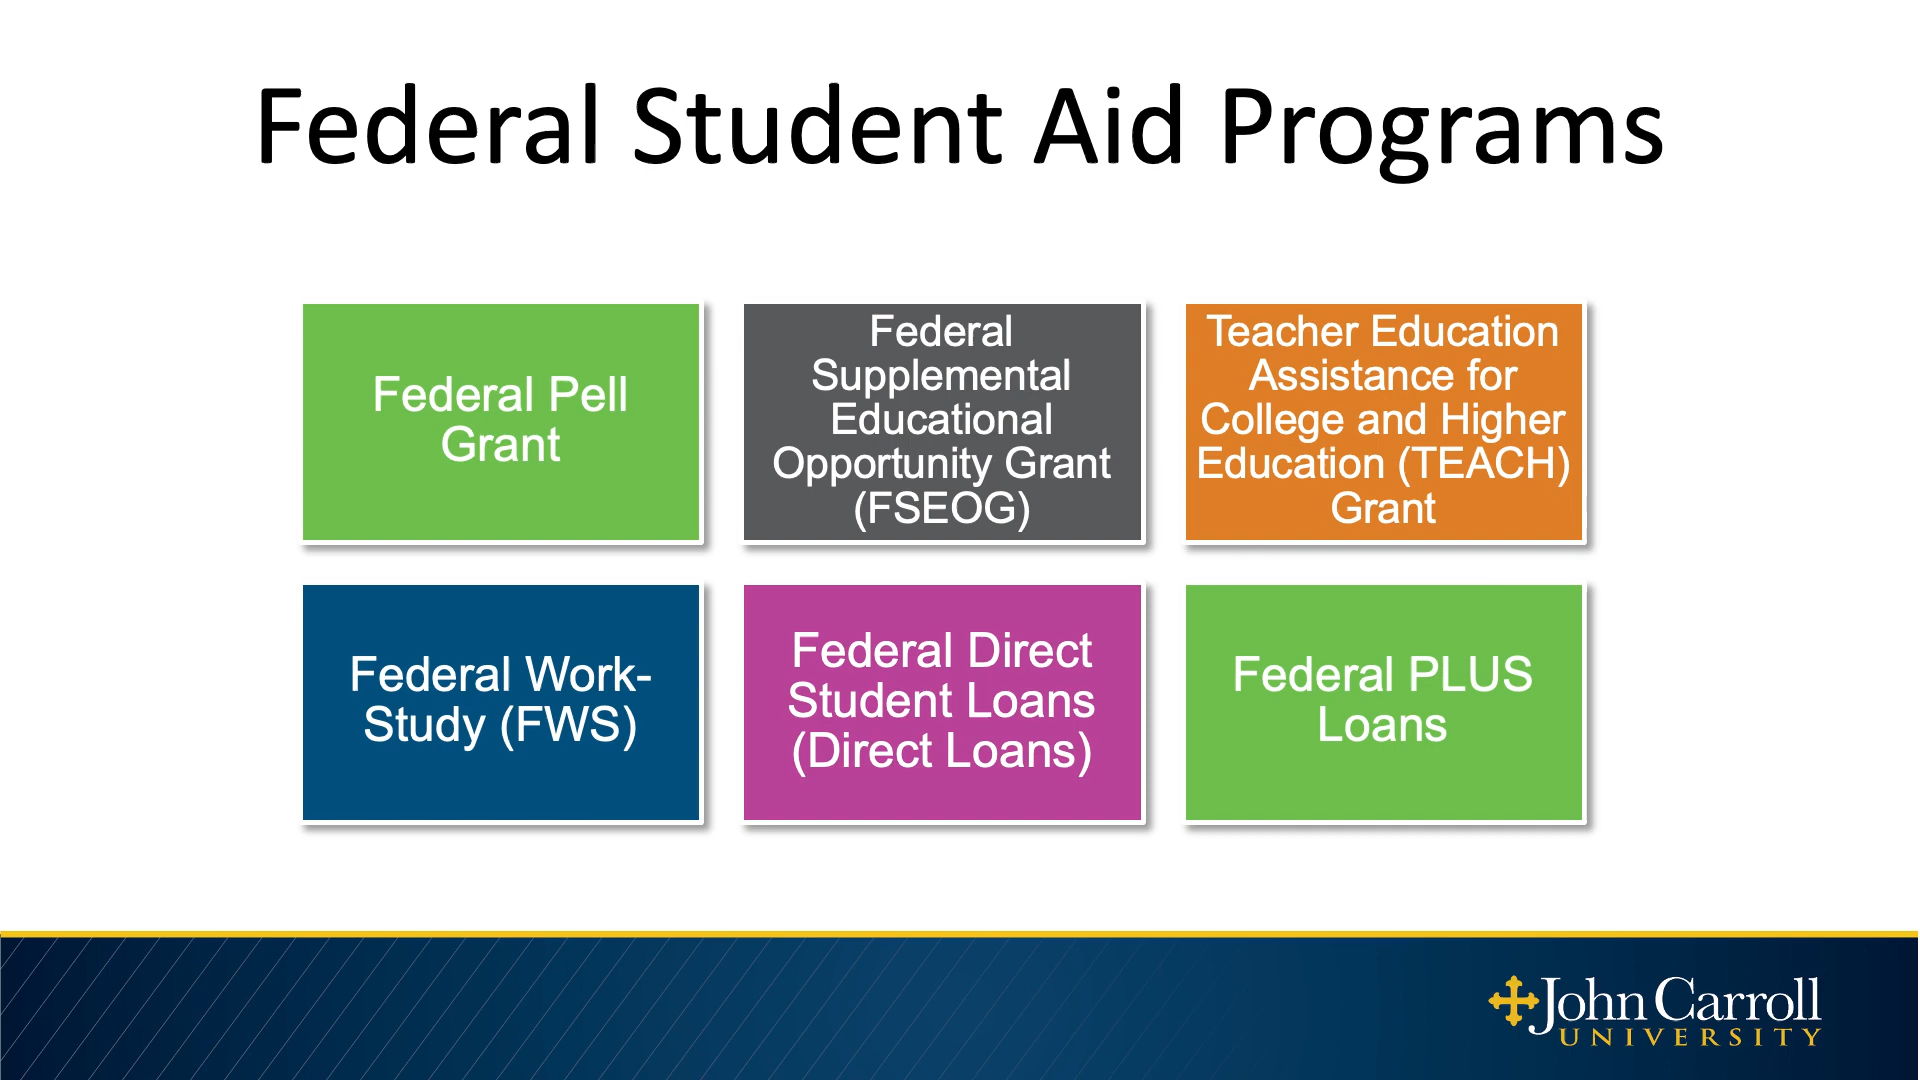 Federal Student Aid Programs
Federal Pell
Grant
Federal
Supplemental
Educational
Opportunity Grant
(FSEOG)
Teacher Education
Assistance for
College and Higher
Education (TEACH)
Grant
Federal Work-
Study (FWS)
Federal Direct
Student Loans
(Direct Loans)
Federal PLUS
Loans
John Carroll
UNIVERSITY